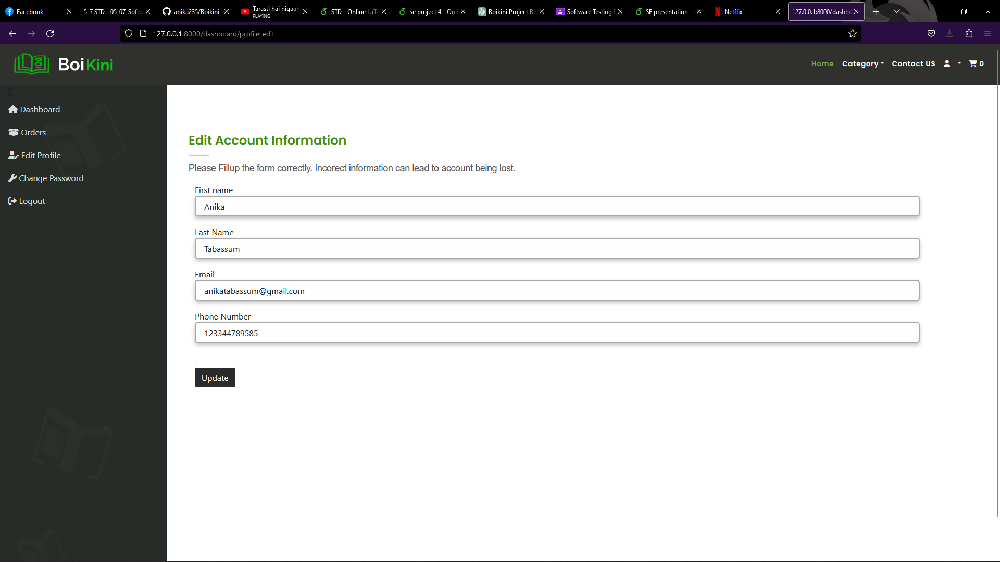 Facebook
5_7 STD - 05_07_Softw
anika235/Boikini
Tarasti hai nigaah
PLAYING
STD - Online LaTe
se project 4 - Onli
Boikini Project Re
Software Testing D
SE presentation -
Netflix
127.0.0.1:8000/dashbo
127.0.0.1:8000/dashboard/profile_edit
BoiKini
Home Category Contact US 0
Dashboard
Orders
Edit Profile
Change Password
Logout
Edit Account Information
Please Fillup the form correctly. Incorect information can lead to account being lost.
First name
Anika
Last Name
Tabassum
Email
anikatabassum@gmail.com
Phone Number
123344789585
Update